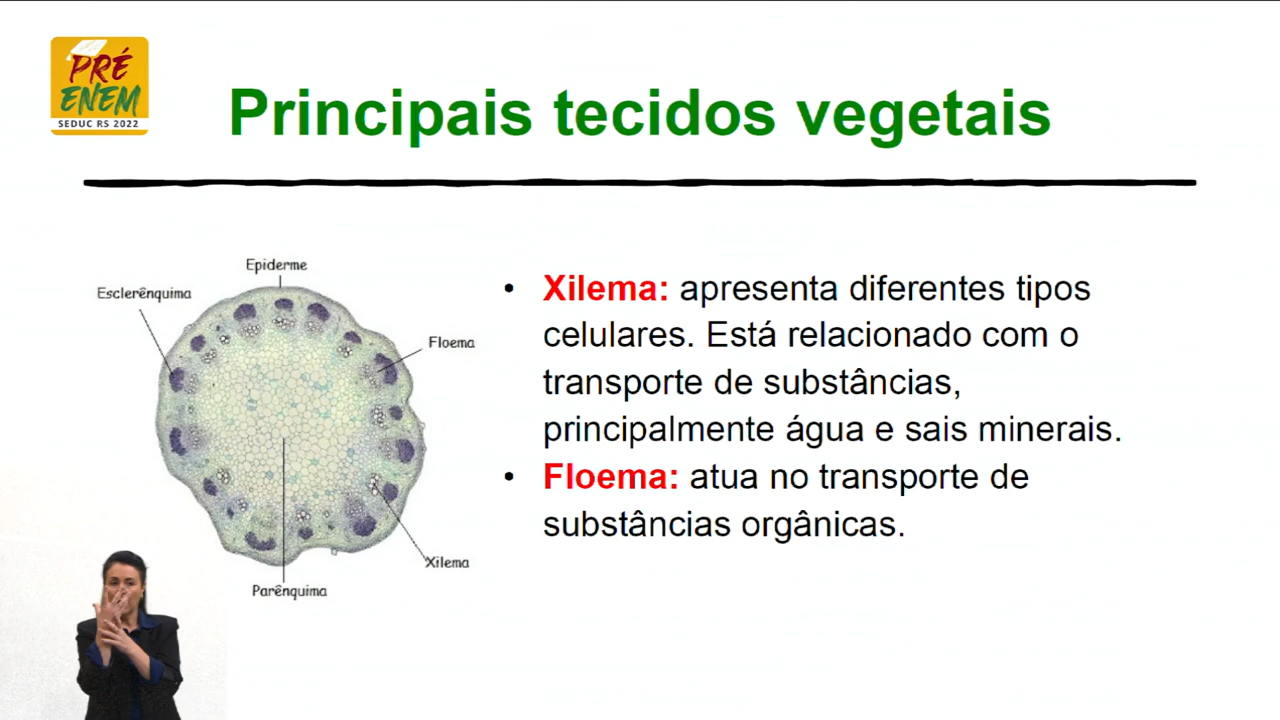 PRÉ
ENEM
SEDUC RS 2022
Principais tecidos vegetais
Epiderme
Esclerênquima
Floema
Xilema
Parênquima
• Xilema: apresenta diferentes tipos
celulares. Está relacionado com o
transporte de substâncias,
principalmente água e sais minerais.
• Floema: atua no transporte de
substâncias orgânicas.